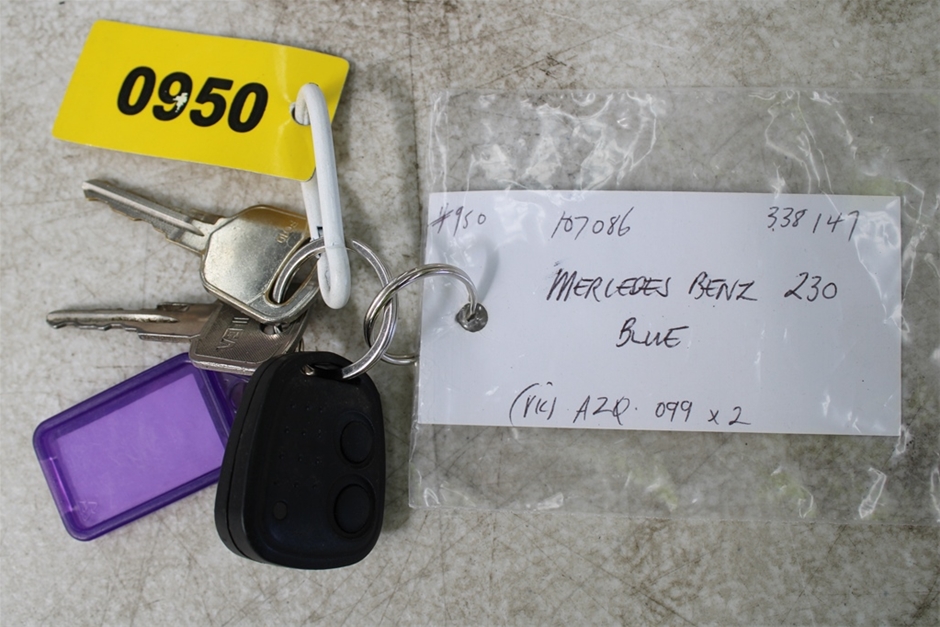 0950
#950 107086 338147
MERCEDES BENZ 230
BLUE
(VIC) AZQ. 099 x 2